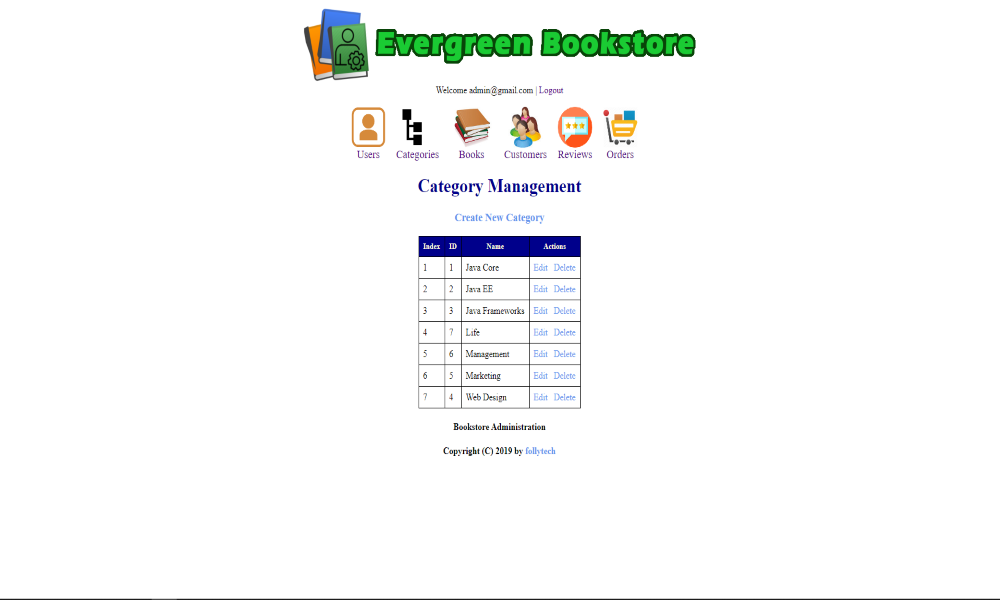 Evergreen Bookstore
Welcome admin@gmail.com | Logout
Users Categories Books Customers Reviews Orders
Category Management
Create New Category
Index ID Name Actions
1 1 Java Core Edit Delete
2 2 Java EE Edit Delete
3 3 Java Frameworks Edit Delete
4 7 Life Edit Delete
5 6 Management Edit Delete
6 5 Marketing Edit Delete
7 4 Web Design Edit Delete
Bookstore Administration
Copyright (C) 2019 by follytech